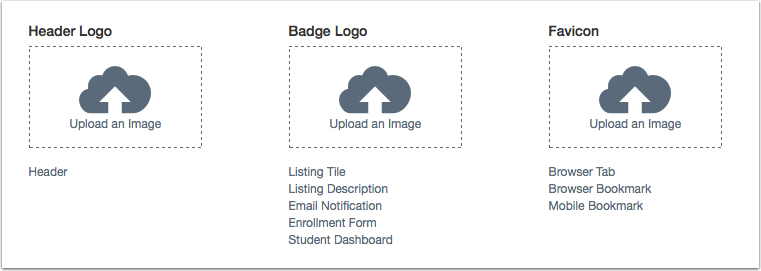 Header Logo
Upload an Image
Header
Badge Logo
Upload an Image
Listing Tile
Listing Description
Email Notification
Enrollment Form
Student Dashboard
Favicon
Upload an Image
Browser Tab
Browser Bookmark
Mobile Bookmark